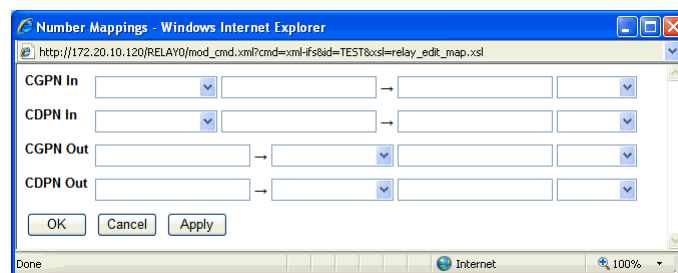 Number Mappings - Windows Internet Explorer
http://172.20.10.120/RELAY0/mod_cmd.xml?cmd=xml-ifs&id=TEST&xsl=relay_edit_map.xsl
CGPN In →
CDPN In →
CGPN Out →
CDPN Out →
OK Cancel Apply
Done Internet 100%